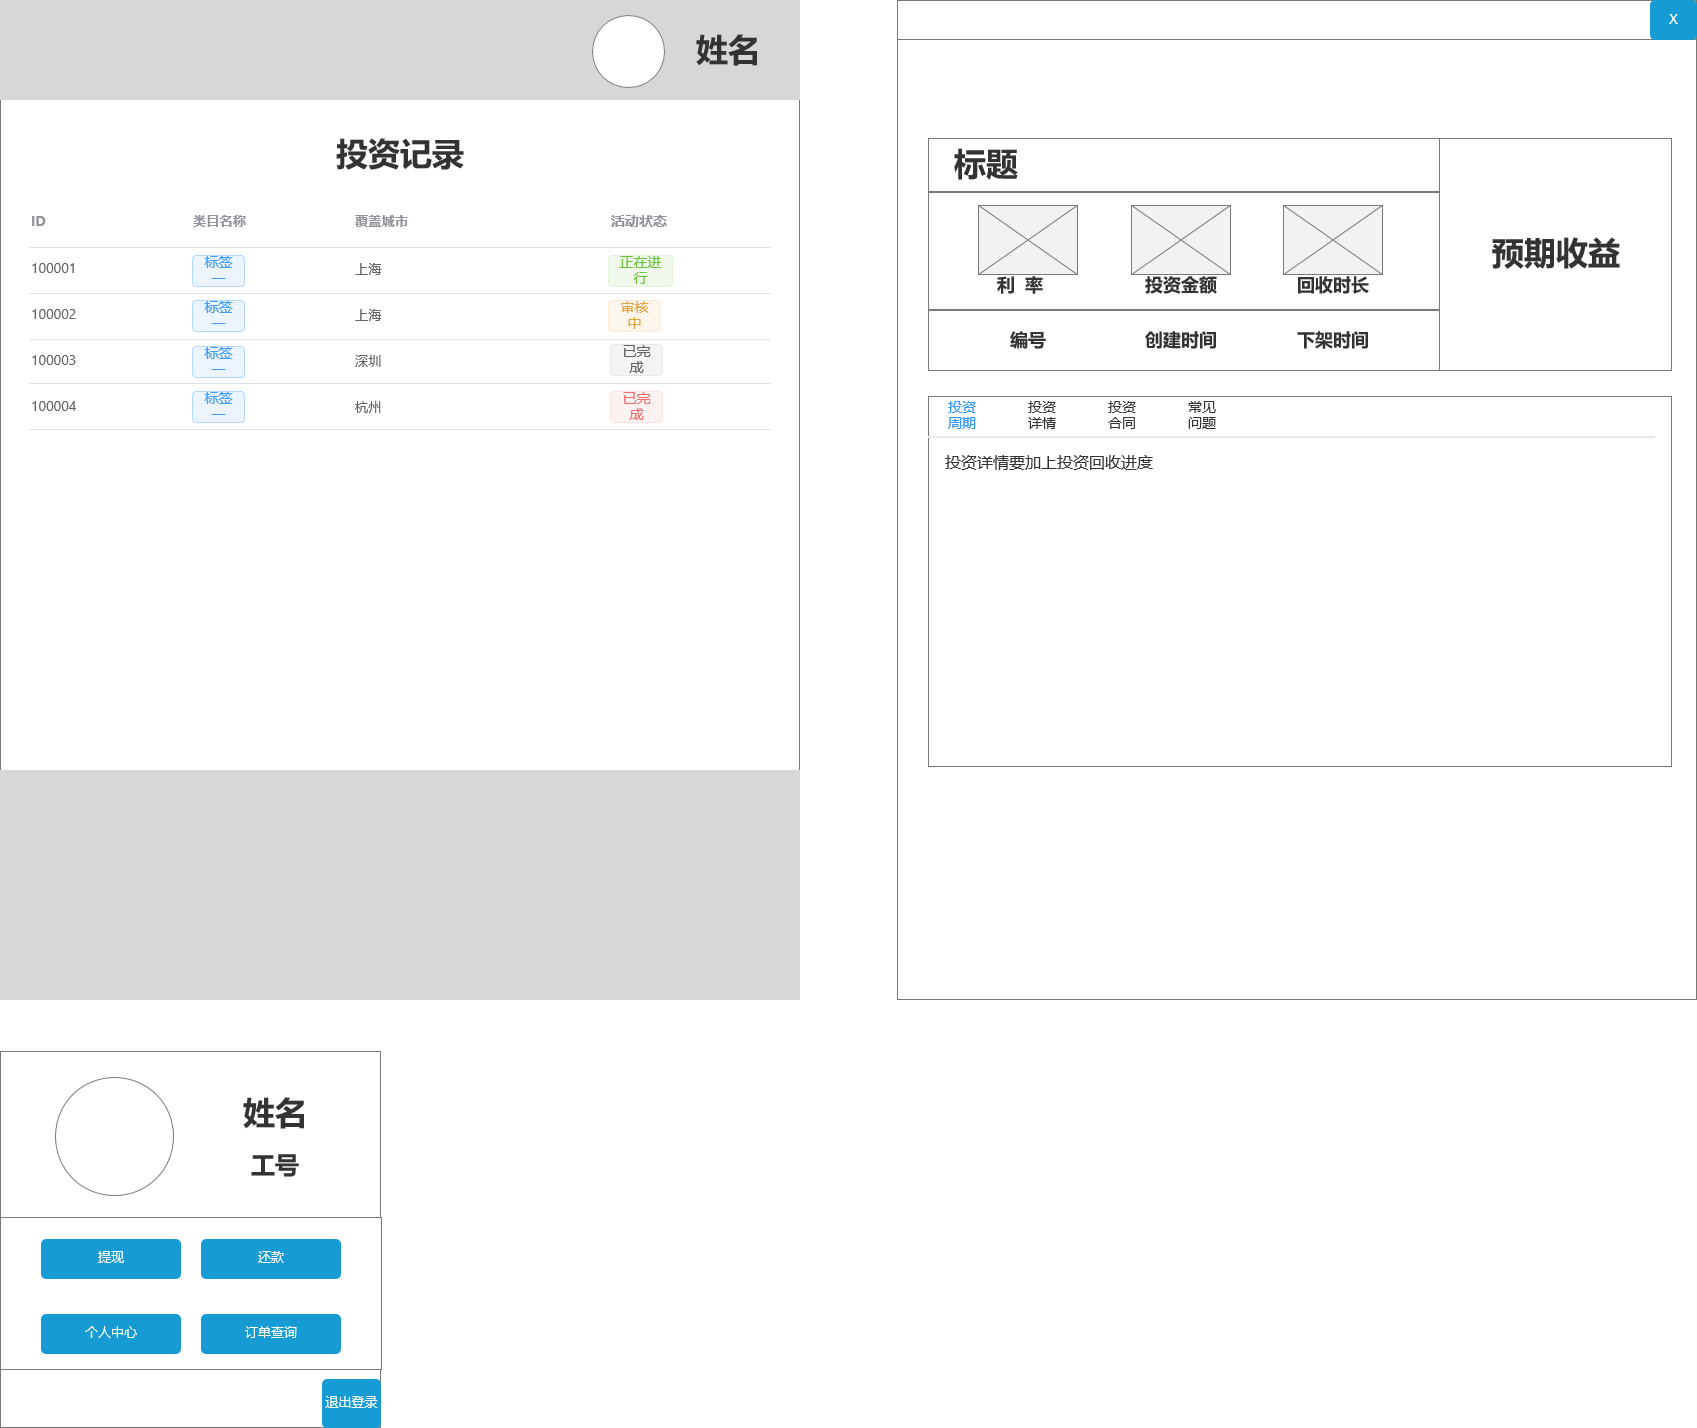 姓名
投资记录
ID 类目名称 覆盖城市 活动状态
100001 标签一 上海 正在进行
100002 标签一 上海 审核中
100003 标签一 深圳 已完成
100004 标签一 杭州 已完成
X
标题
预期收益
利 率 投资金额 回收时长
编号 创建时间 下架时间
投资周期 投资详情 投资合同 常见问题
投资详情要加上投资回收进度
姓名
工号
提现 还款
个人中心 订单查询
退出登录